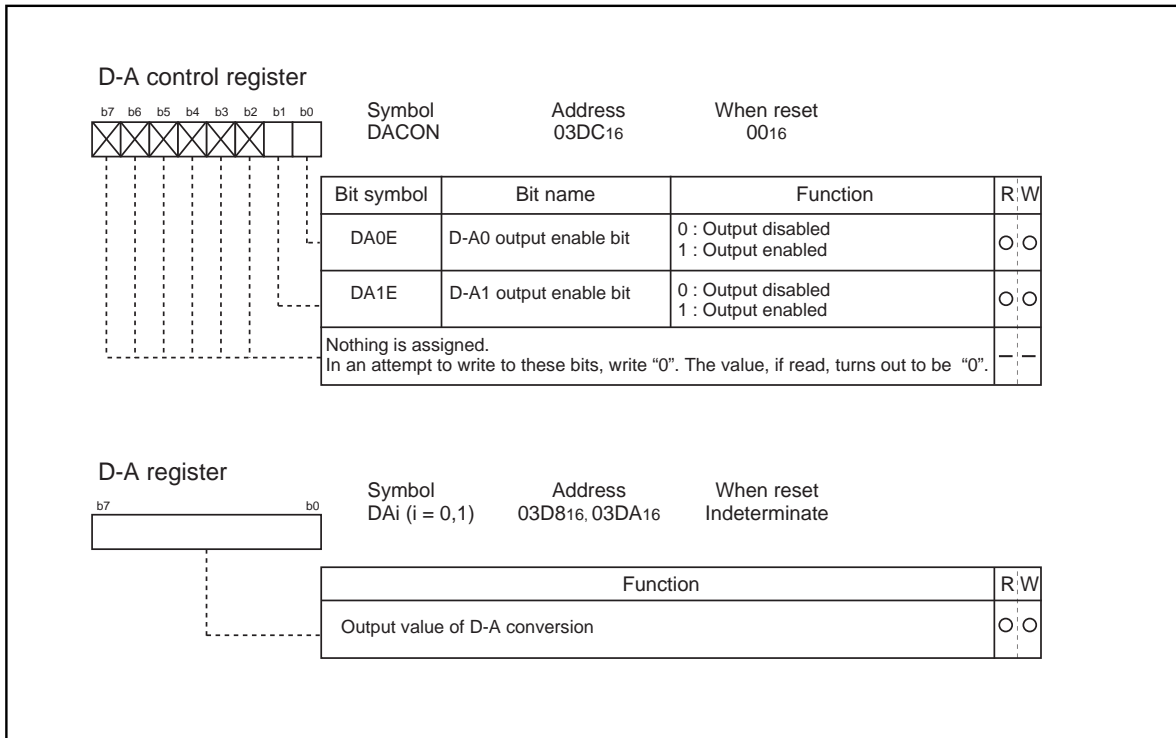 D-A control register
b7 b6 b5 b4 b3 b2 b1 b0
Symbol Address When reset
DACON 03DC16 0016
Bit symbol Bit name Function R W
DA0E D-A0 output enable bit 0 : Output disabled
1 : Output enabled
DA1E D-A1 output enable bit 0 : Output disabled
1 : Output enabled
Nothing is assigned.
In an attempt to write to these bits, write “0”. The value, if read, turns out to be “0”.
D-A register
b7 b0
Symbol Address When reset
DAi (i = 0,1) 03D816, 03DA16 Indeterminate
Function R W
Output value of D-A conversion